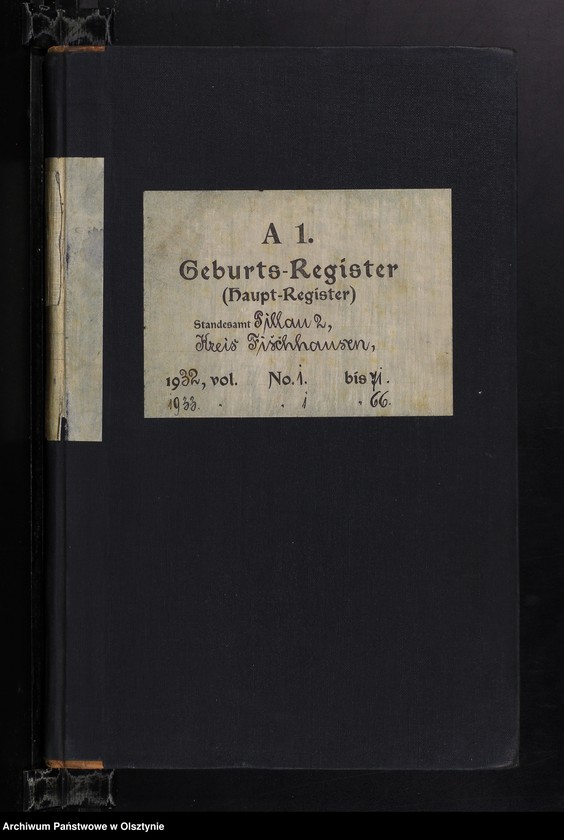 A 1.
Geburts-Register
(Haupt-Register)
Standesamt Pillau 2,
Kreis Fischhausen,
1932, vol. No. 1. bis 71.
1933. " " 1 " 66.
Archiwum Państwowe w Olsztynie